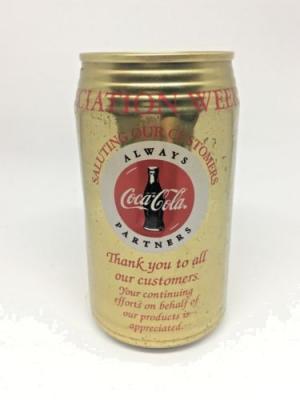 CIATION WEE
SALUTING OUR CUSTOMERS
ALWAYS
Coca-Cola
PARTNERS
Thank you to all
our customers.
Your continuing
efforts on behalf of
our products is
appreciated.